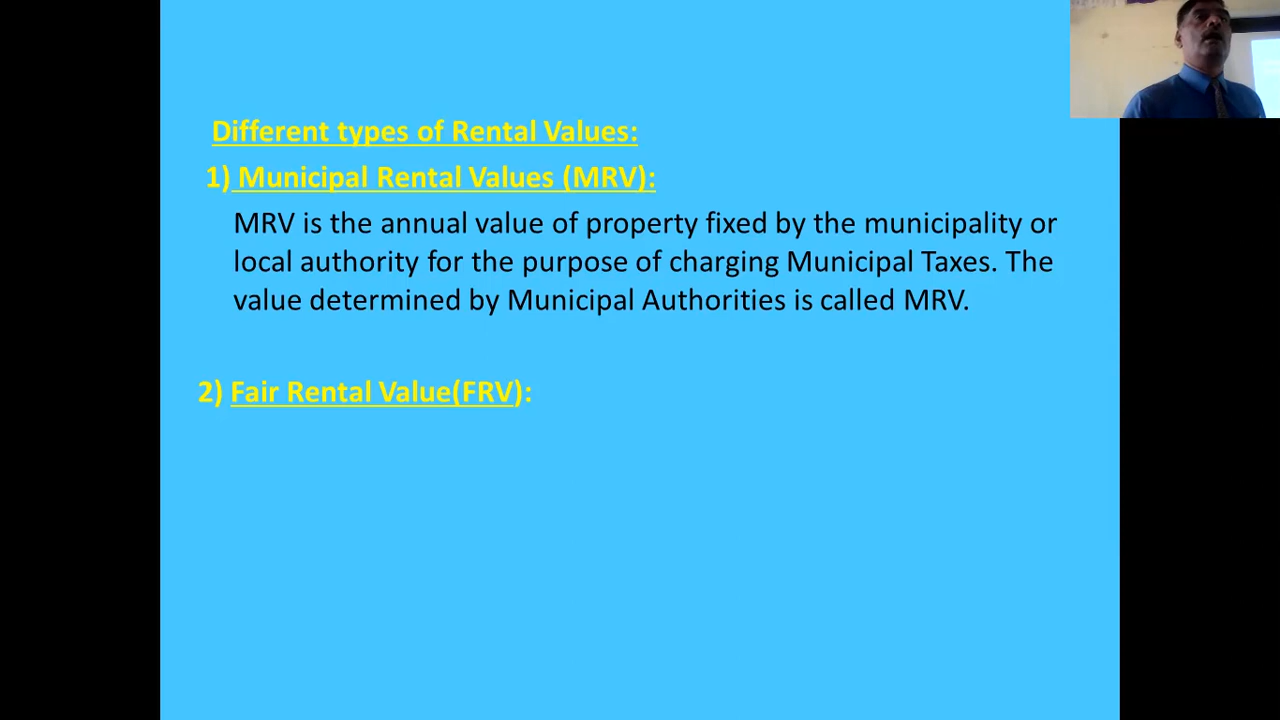 Different types of Rental Values:
1) Municipal Rental Values (MRV):
MRV is the annual value of property fixed by the municipality or
local authority for the purpose of charging Municipal Taxes. The
value determined by Municipal Authorities is called MRV.
2) Fair Rental Value(FRV):